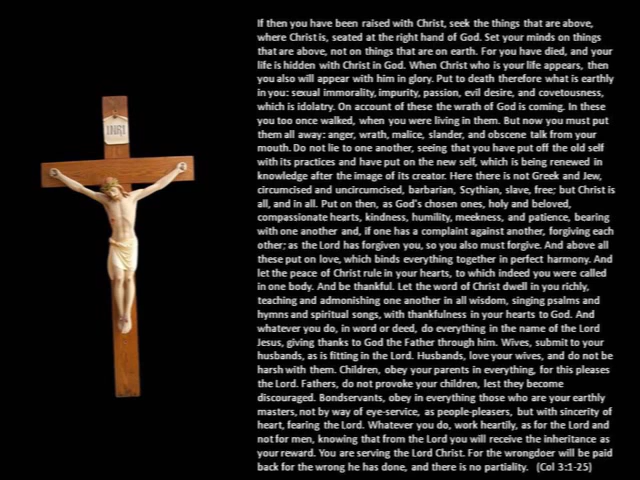 INRI
If then you have been raised with Christ, seek the things that are above,
where Christ is, seated at the right hand of God. Set your minds on things
that are above, not on things that are on earth. For you have died, and your
life is hidden with Christ in God. When Christ who is your life appears, then
you also will appear with him in glory. Put to death therefore what is earthly
in you: sexual immorality, impurity, passion, evil desire, and covetousness,
which is idolatry. On account of these the wrath of God is coming. In these
you too once walked, when you were living in them. But now you must put
them all away: anger, wrath, malice, slander, and obscene talk from your
mouth. Do not lie to one another, seeing that you have put off the old self
with its practices and have put on the new self, which is being renewed in
knowledge after the image of its creator. Here there is not Greek and Jew,
circumcised and uncircumcised, barbarian, Scythian, slave, free; but Christ is
all, and in all. Put on then, as God's chosen ones, holy and beloved,
compassionate hearts, kindness, humility, meekness, and patience, bearing
with one another and, if one has a complaint against another, forgiving each
other; as the Lord has forgiven you, so you also must forgive. And above all
these put on love, which binds everything together in perfect harmony. And
let the peace of Christ rule in your hearts, to which indeed you were called
in one body. And be thankful. Let the word of Christ dwell in you richly,
teaching and admonishing one another in all wisdom, singing psalms and
hymns and spiritual songs, with thankfulness in your hearts to God. And
whatever you do, in word or deed, do everything in the name of the Lord
Jesus, giving thanks to God the Father through him. Wives, submit to your
husbands, as is fitting in the Lord. Husbands, love your wives, and do not be
harsh with them. Children, obey your parents in everything, for this pleases
the Lord. Fathers, do not provoke your children, lest they become
discouraged. Bondservants, obey in everything those who are your earthly
masters, not by way of eye-service, as people-pleasers, but with sincerity of
heart, fearing the Lord. Whatever you do, work heartily, as for the Lord and
not for men, knowing that from the Lord you will receive the inheritance as
your reward. You are serving the Lord Christ. For the wrongdoer will be paid
back for the wrong he has done, and there is no partiality. (Col 3:1-25)